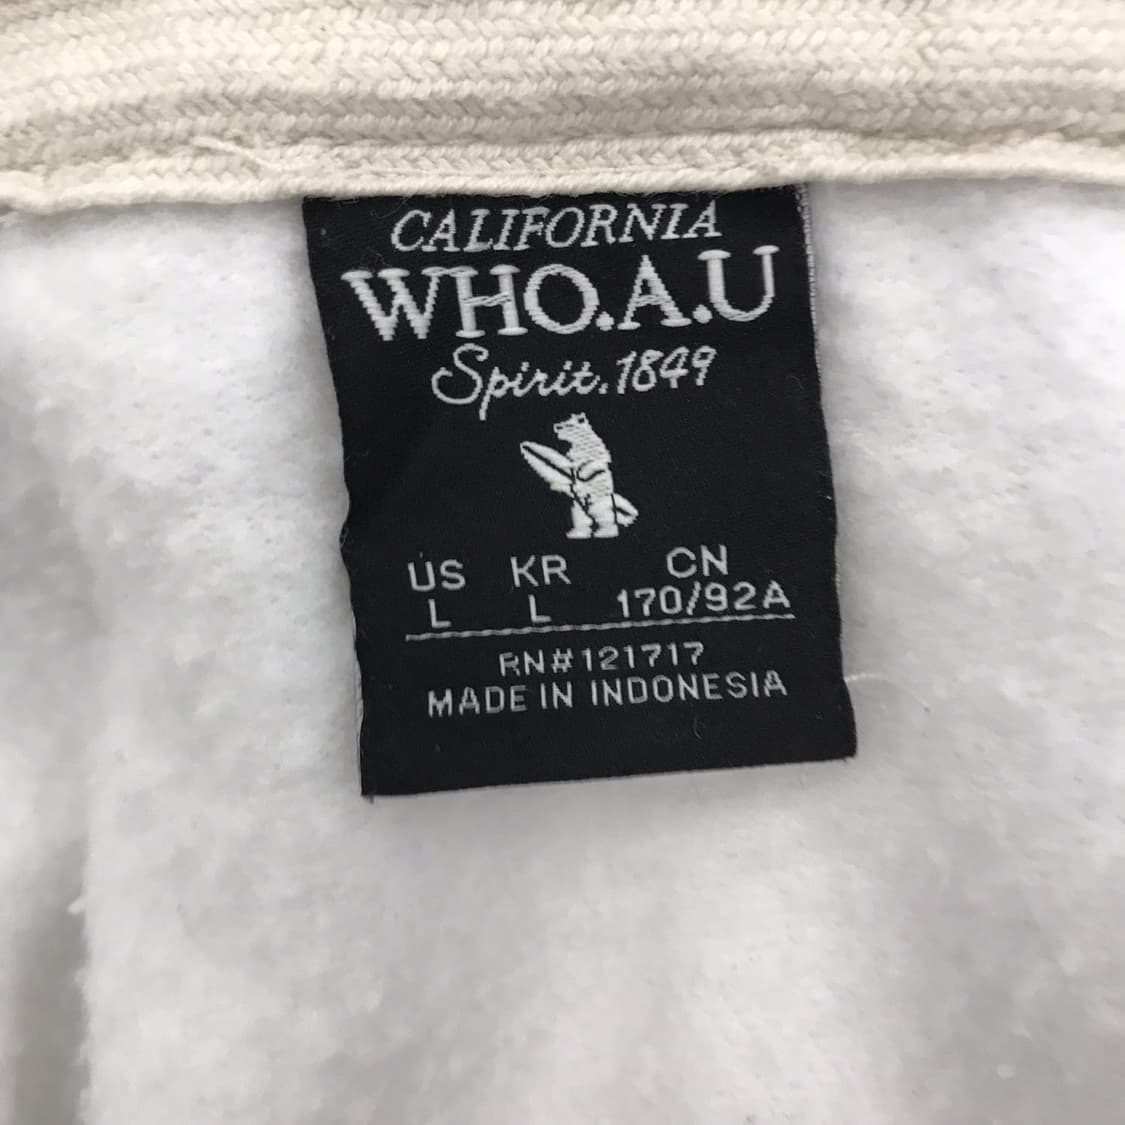 CALIFORNIA
WHO.A.U
Spirit.1849
US KR CN
L L 170/92A
RN#121717
MADE IN INDONESIA